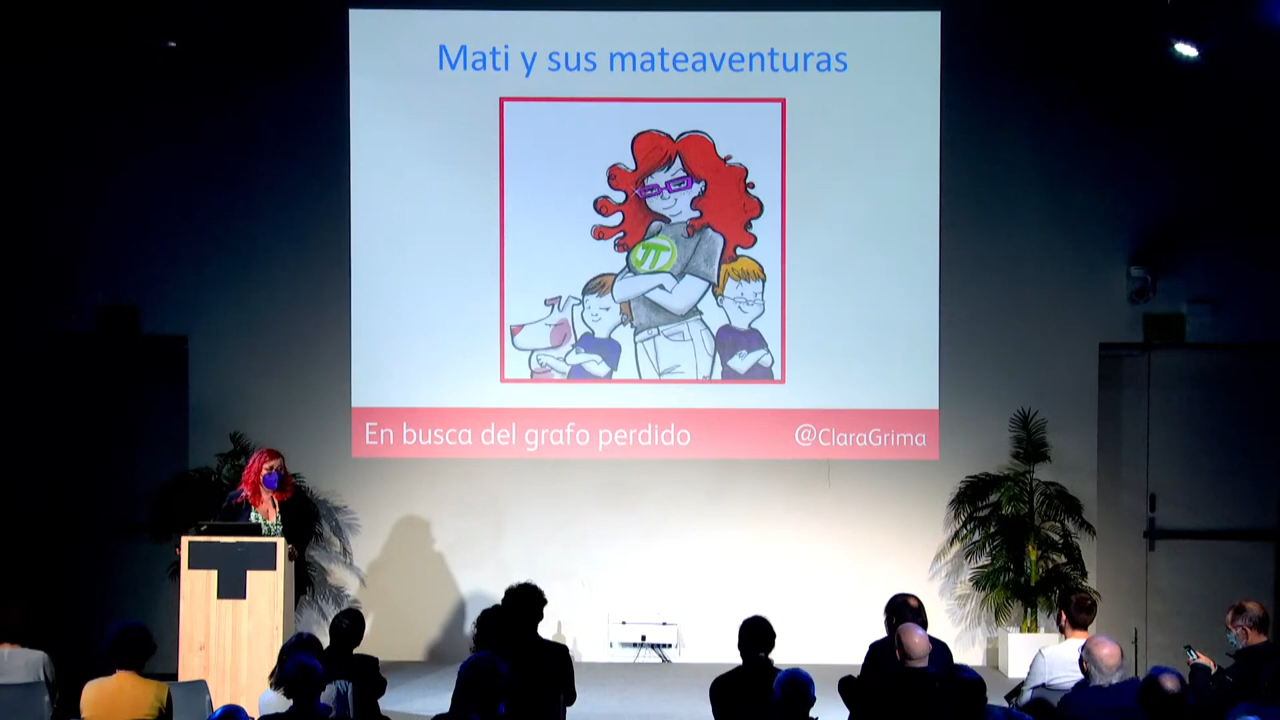 Mati y sus mateaventuras
π
En busca del grafo perdido
@ClaraGrima